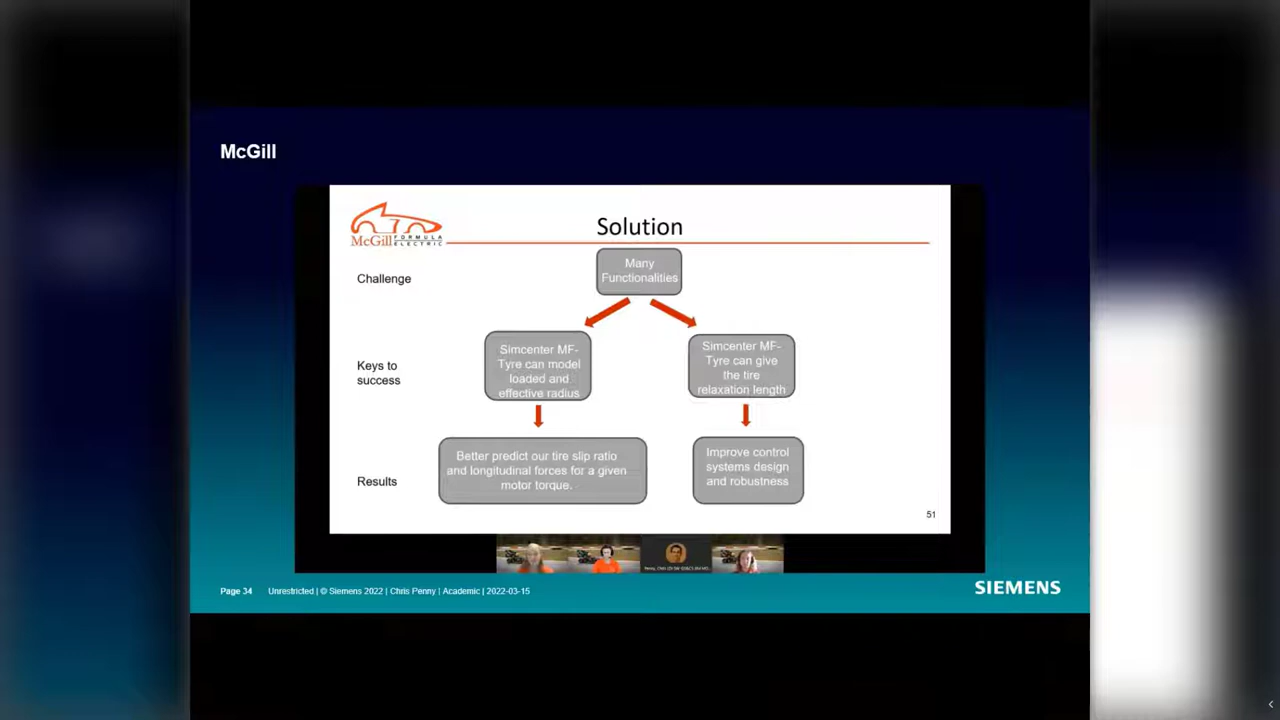 McGill
McGill FORMULA
ELECTRIC
Solution
Challenge
Many
Functionalities
Keys to
success
Simcenter MF-
Tyre can model
loaded and
effective radius
Simcenter MF-
Tyre can give
the tire
relaxation length
Results
Better predict our tire slip ratio
and longitudinal forces for a given
motor torque.
Improve control
systems design
and robustness
51
Page 34
Unrestricted | © Siemens 2022 | Chris Penny | Academic | 2022-03-15
SIEMENS